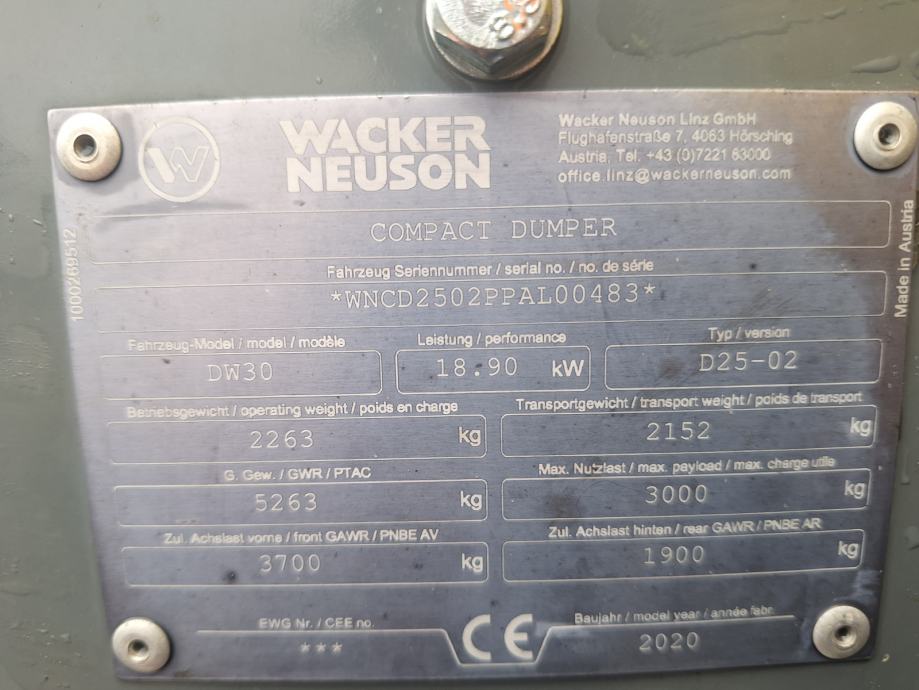 WACKER
NEUSON
Wacker Neuson Linz GmbH
Flughafenstraße 7, 4063 Hörsching
Austria, Tel. +43 (0)7221 63000
office.linz@wackerneuson.com
COMPACT DUMPER
Fahrzeug Seriennummer / serial no. / no. de série
*WNCD2502PPAL00483*
1000269512
Made in Austria
Fahrzeug-Model / model / modèle
DW30
Leistung / performance
18.90 kW
Typ / version
D25-02
Betriebsgewicht / operating weight / poids en charge
2263 kg
Transportgewicht / transport weight / poids de transport
2152 kg
G. Gew. / GWR / PTAC
5263 kg
Max. Nutzlast / max. payload / max. charge utile
3000 kg
Zul. Achslast vorne / front GAWR / PNBE AV
3700 kg
Zul. Achslast hinten / rear GAWR / PNBE AR
1900 kg
EWG Nr. / CEE no.
***
CE
Baujahr / model year / année fabr.
2020